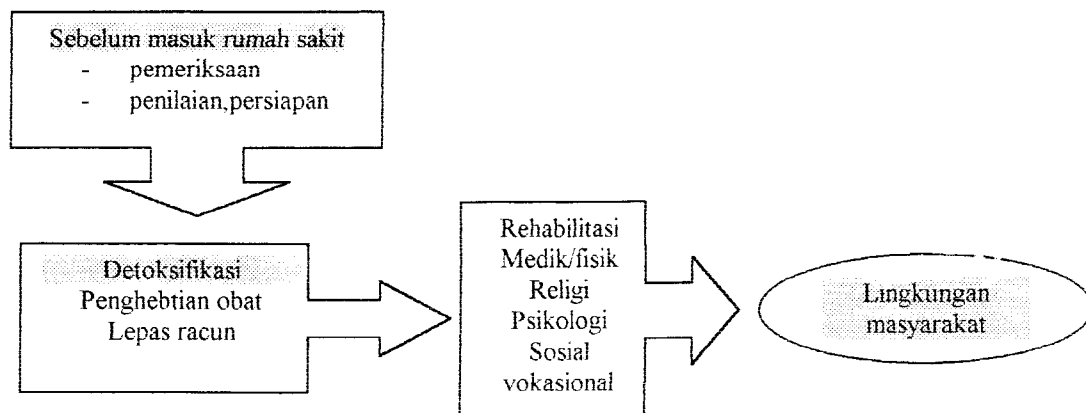 Sebelum masuk rumah sakit
- pemeriksaan
- penilaian,persiapan
Detoksifikasi
Penghebtian obat
Lepas racun
Rehabilitasi
Medik/fisik
Religi
Psikologi
Sosial
vokasional
Lingkungan
masyarakat